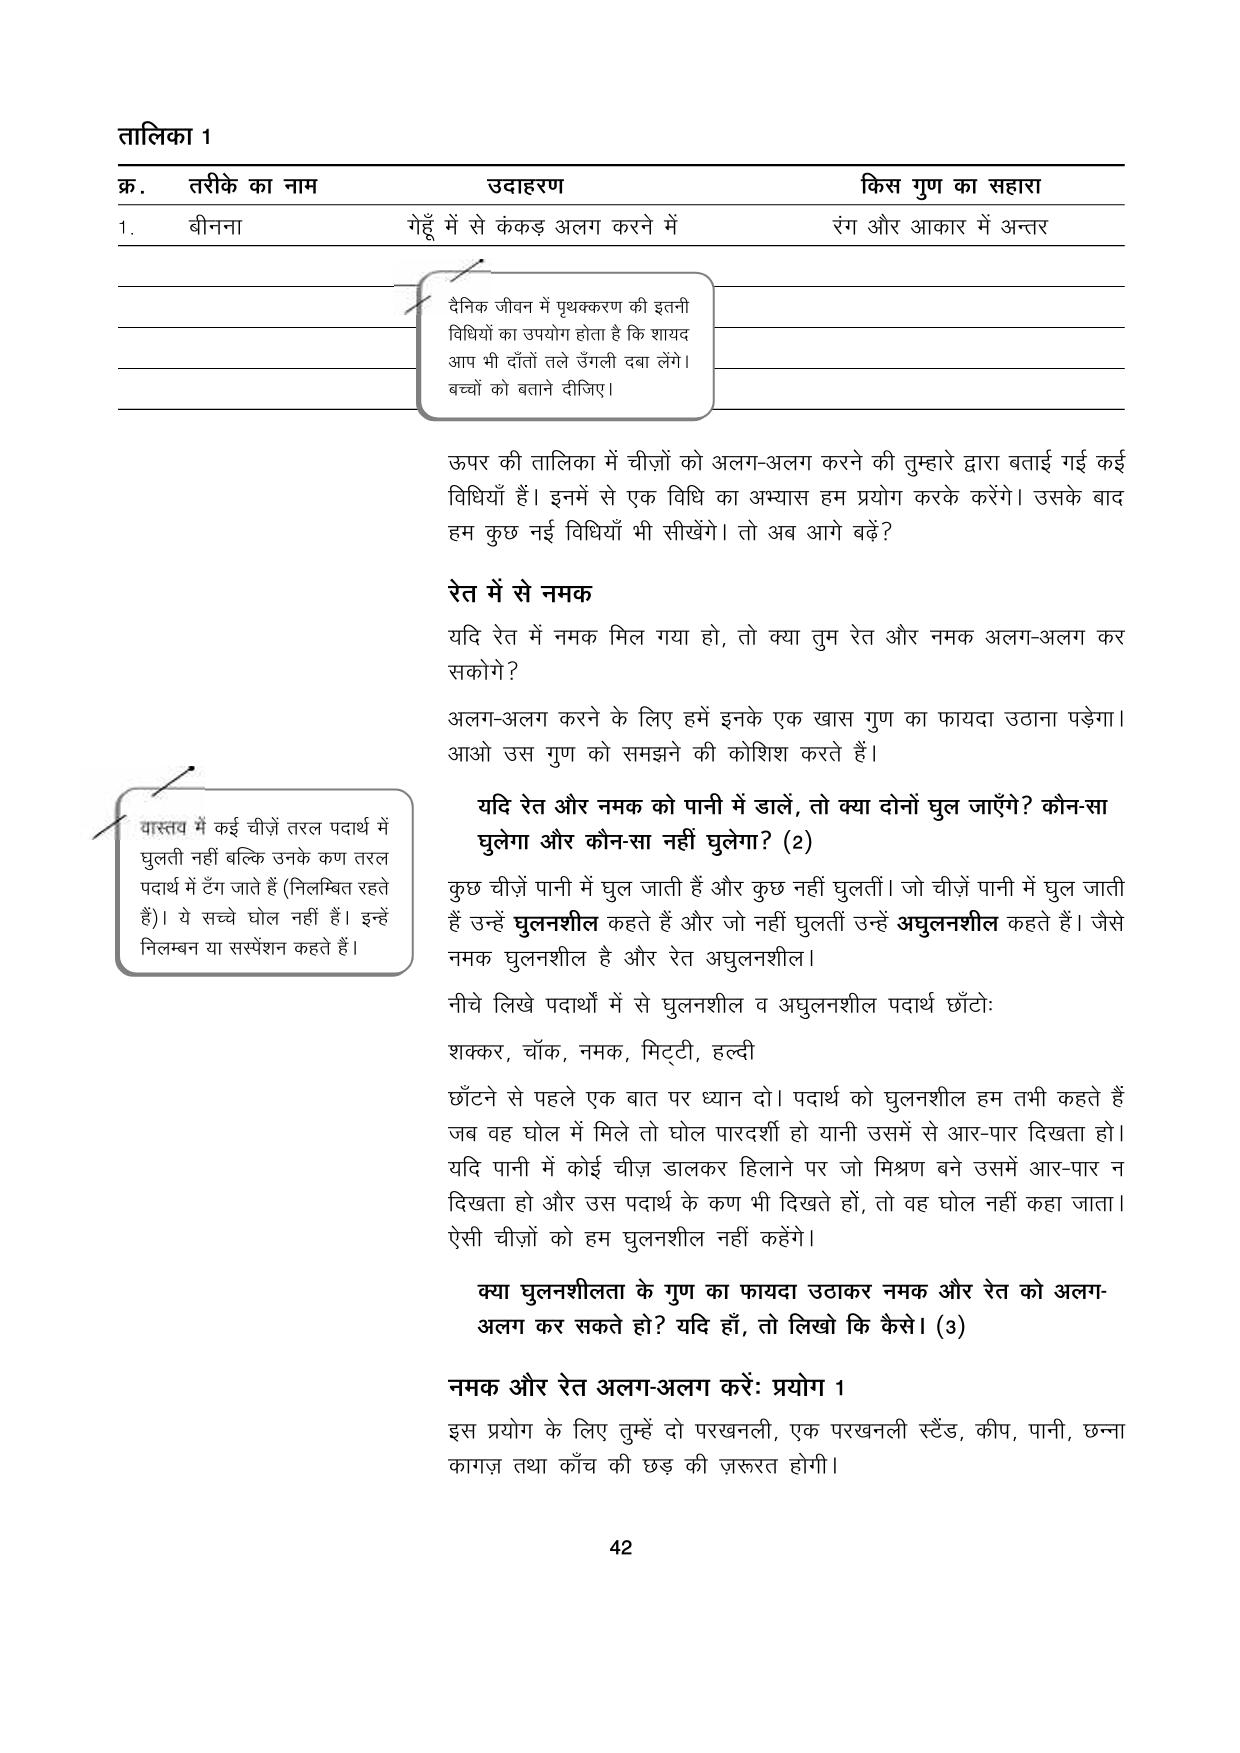 तालिका 1
क्र. तरीके का नाम उदाहरण किस गुण का सहारा
1. बीनना गेहूँ में से कंकड़ अलग करने में रंग और आकार में अन्तर
दैनिक जीवन में पृथक्करण की इतनी
विधियों का उपयोग होता है कि शायद
आप भी दाँतों तले उँगली दबा लेंगे।
बच्चों को बताने दीजिए।
ऊपर की तालिका में चीज़ों को अलग-अलग करने की तुम्हारे द्वारा बताई गई कई
विधियाँ हैं। इनमें से एक विधि का अभ्यास हम प्रयोग करके करेंगे। उसके बाद
हम कुछ नई विधियाँ भी सीखेंगे। तो अब आगे बढ़ें?
रेत में से नमक
यदि रेत में नमक मिल गया हो, तो क्या तुम रेत और नमक अलग-अलग कर
सकोगे?
अलग-अलग करने के लिए हमें इनके एक खास गुण का फायदा उठाना पड़ेगा।
आओ उस गुण को समझने की कोशिश करते हैं।
यदि रेत और नमक को पानी में डालें, तो क्या दोनों घुल जाएँगे? कौन-सा
घुलेगा और कौन-सा नहीं घुलेगा? (2)
वास्तव में कई चीज़ें तरल पदार्थ में
घुलती नहीं बल्कि उनके कण तरल
पदार्थ में टँग जाते हैं (निलम्बित रहते
हैं)। ये सच्चे घोल नहीं हैं। इन्हें
निलम्बन या सस्पेंशन कहते हैं।
कुछ चीज़ें पानी में घुल जाती हैं और कुछ नहीं घुलतीं। जो चीज़ें पानी में घुल जाती
हैं उन्हें घुलनशील कहते हैं और जो नहीं घुलतीं उन्हें अघुलनशील कहते हैं। जैसे
नमक घुलनशील है और रेत अघुलनशील।
नीचे लिखे पदार्थों में से घुलनशील व अघुलनशील पदार्थ छाँटोः
शक्कर, चॉक, नमक, मिट्टी, हल्दी
छाँटने से पहले एक बात पर ध्यान दो। पदार्थ को घुलनशील हम तभी कहते हैं
जब वह घोल में मिले तो घोल पारदर्शी हो यानी उसमें से आर-पार दिखता हो।
यदि पानी में कोई चीज़ डालकर हिलाने पर जो मिश्रण बने उसमें आर-पार न
दिखता हो और उस पदार्थ के कण भी दिखते हों, तो वह घोल नहीं कहा जाता।
ऐसी चीज़ों को हम घुलनशील नहीं कहेंगे।
क्या घुलनशीलता के गुण का फायदा उठाकर नमक और रेत को अलग-
अलग कर सकते हो? यदि हाँ, तो लिखो कि कैसे। (3)
नमक और रेत अलग-अलग करेंः प्रयोग 1
इस प्रयोग के लिए तुम्हें दो परखनली, एक परखनली स्टैंड, कीप, पानी, छन्ना
कागज़ तथा काँच की छड़ की ज़रूरत होगी।
42